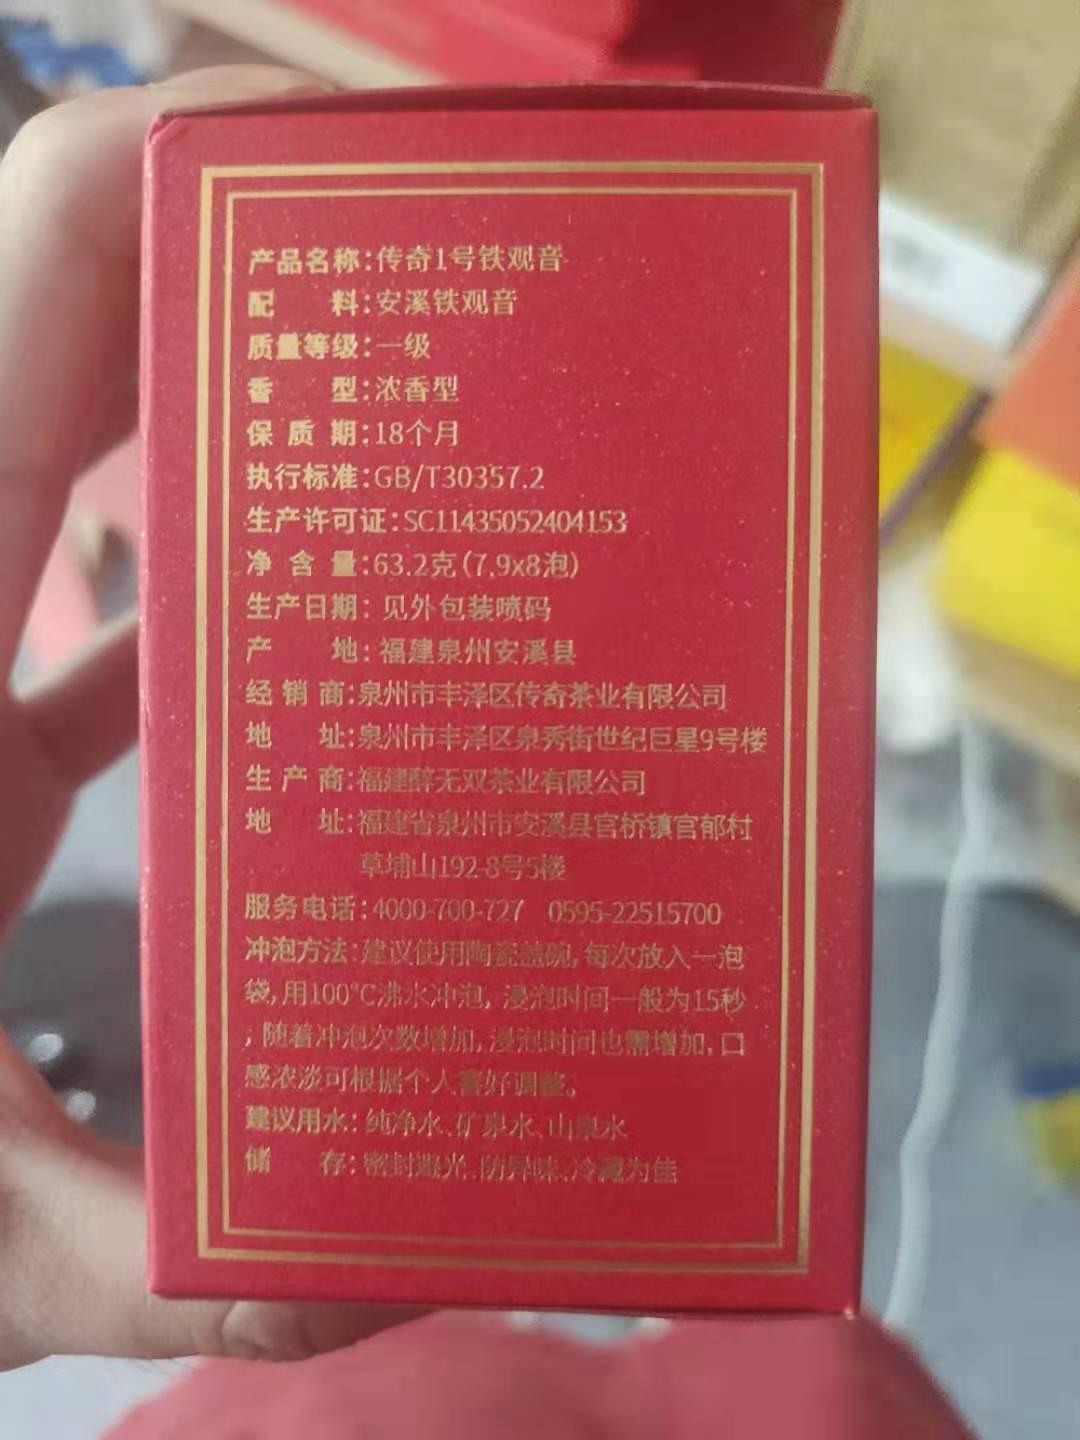 产品名称:传奇1号铁观音
配 料:安溪铁观音
质量等级:一级
香 型:浓香型
保 质 期:18个月
执行标准:GB/T30357.2
生产许可证:SC11435052404153
净 含 量:63.2克(7.9x8泡)
生产日期: 见外包装喷码
产 地: 福建泉州安溪县
经 销 商:泉州市丰泽区传奇茶业有限公司
地 址:泉州市丰泽区泉秀街世纪巨星9号楼
生 产 商:福建醉无双茶业有限公司
地 址:福建省泉州市安溪县官桥镇官郁村
草埔山192-8号5楼
服务电话:4000-700-727 0595-22515700
冲泡方法:建议使用陶瓷盖碗,每次放入一泡
袋,用100℃沸水冲泡, 浸泡时间一般为15秒
,随着冲泡次数增加,浸泡时间也需增加,口
感浓淡可根据个人喜好调整。
建议用水: 纯净水、矿泉水、山泉水
储 存: 密封避光、防异味、冷藏为佳